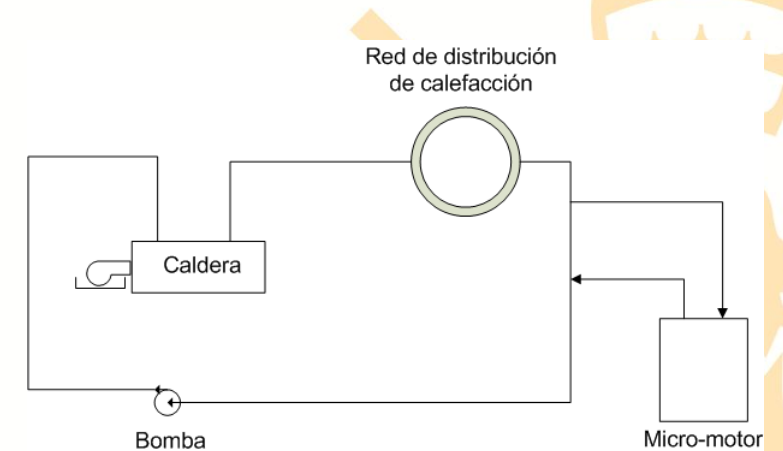 Red de distribución
de calefacción
Caldera
Bomba
Micro-motor